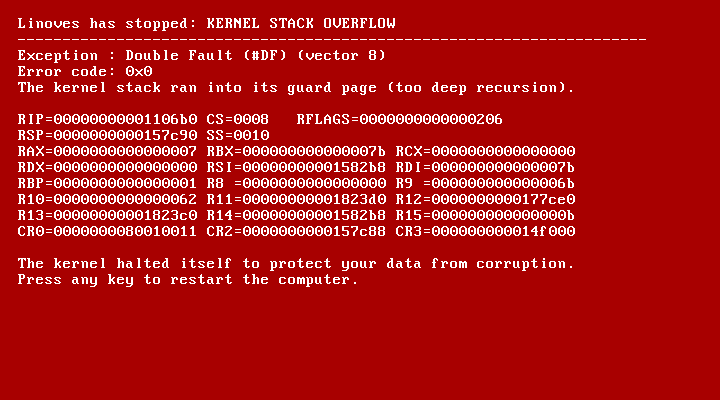 Linoves has stopped: KERNEL STACK OVERFLOW
----------------------------------------------------------------------
Exception : Double Fault (#DF) (vector 8)
Error code: 0x0
The kernel stack ran into its guard page (too deep recursion).
RIP=00000000001106b0 CS=0008   RFLAGS=0000000000000206
RSP=0000000000157c90 SS=0010
RAX=0000000000000007 RBX=000000000000007b RCX=0000000000000000
RDX=0000000000000000 RSI=00000000001582b8 RDI=000000000000007b
RBP=0000000000000001 R8 =0000000000000000 R9 =000000000000006b
R10=0000000000000062 R11=00000000001823d0 R12=0000000000177ce0
R13=00000000001823c0 R14=00000000001582b8 R15=000000000000000b
CR0=0000000080010011 CR2=0000000000157c88 CR3=000000000014f000
The kernel halted itself to protect your data from corruption.
Press any key to restart the computer.